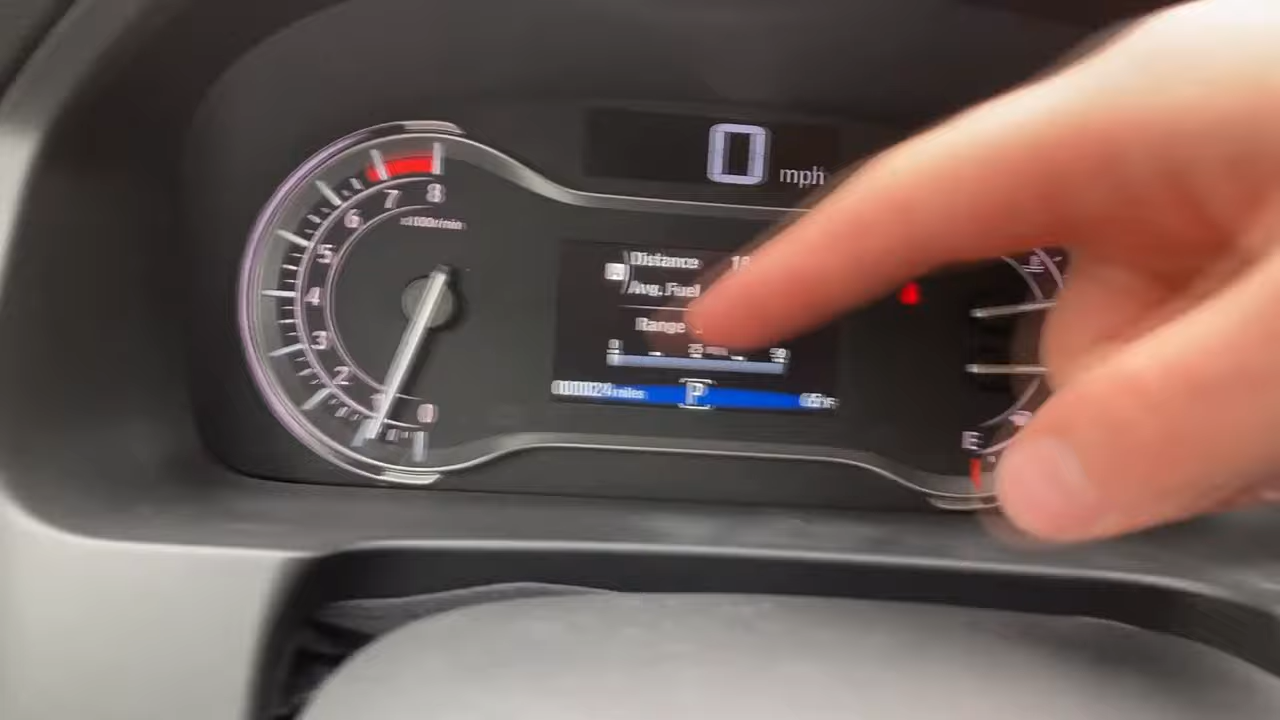 0
mph
8
7
6
5
4
3
2
1
0
x1000r/min
A
Distance
Avg. Fuel
Range
0 25 50
miles
P
°F
E